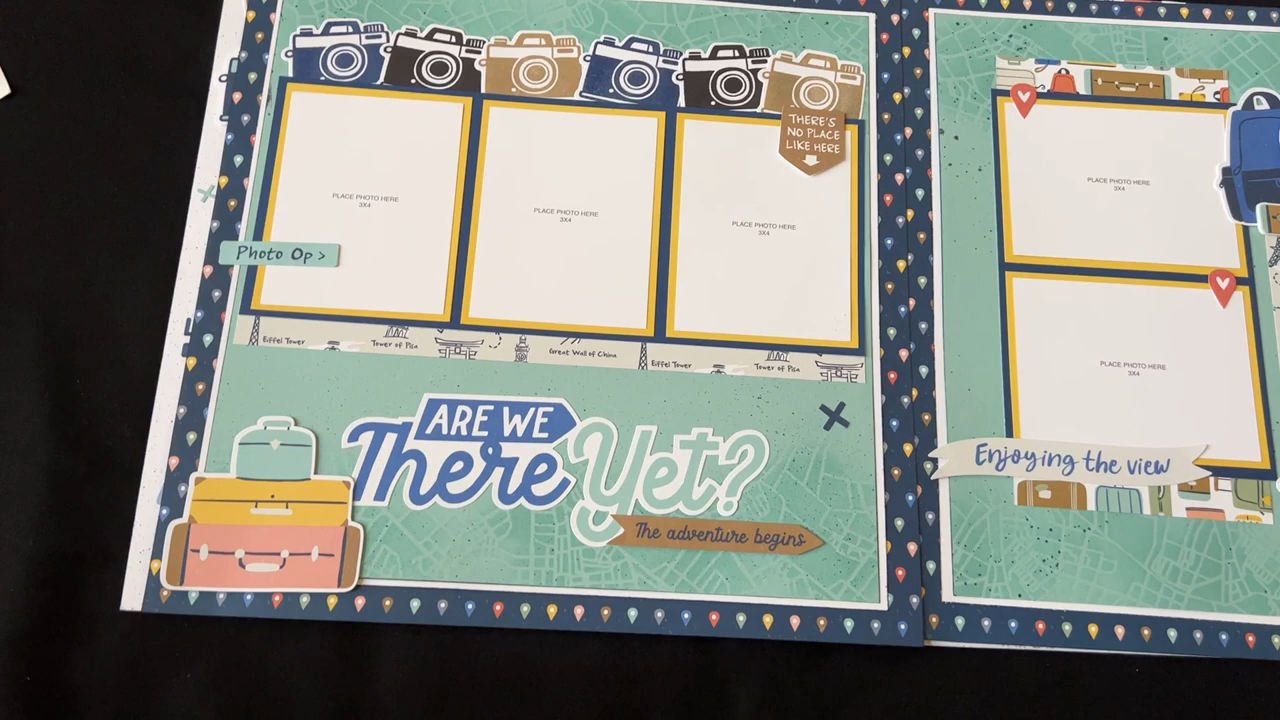 THERE'S
NO PLACE
LIKE HERE
PLACE PHOTO HERE
3X4
PLACE PHOTO HERE
3X4
PLACE PHOTO HERE
3X4
Photo Op >
Eiffel Tower
Tower of Pisa
Great Wall of China
Eiffel Tower
Tower of Pisa
ARE WE
There Yet?
The adventure begins
PLACE PHOTO HERE
3X4
PLACE PHOTO HERE
3X4
Enjoying the view